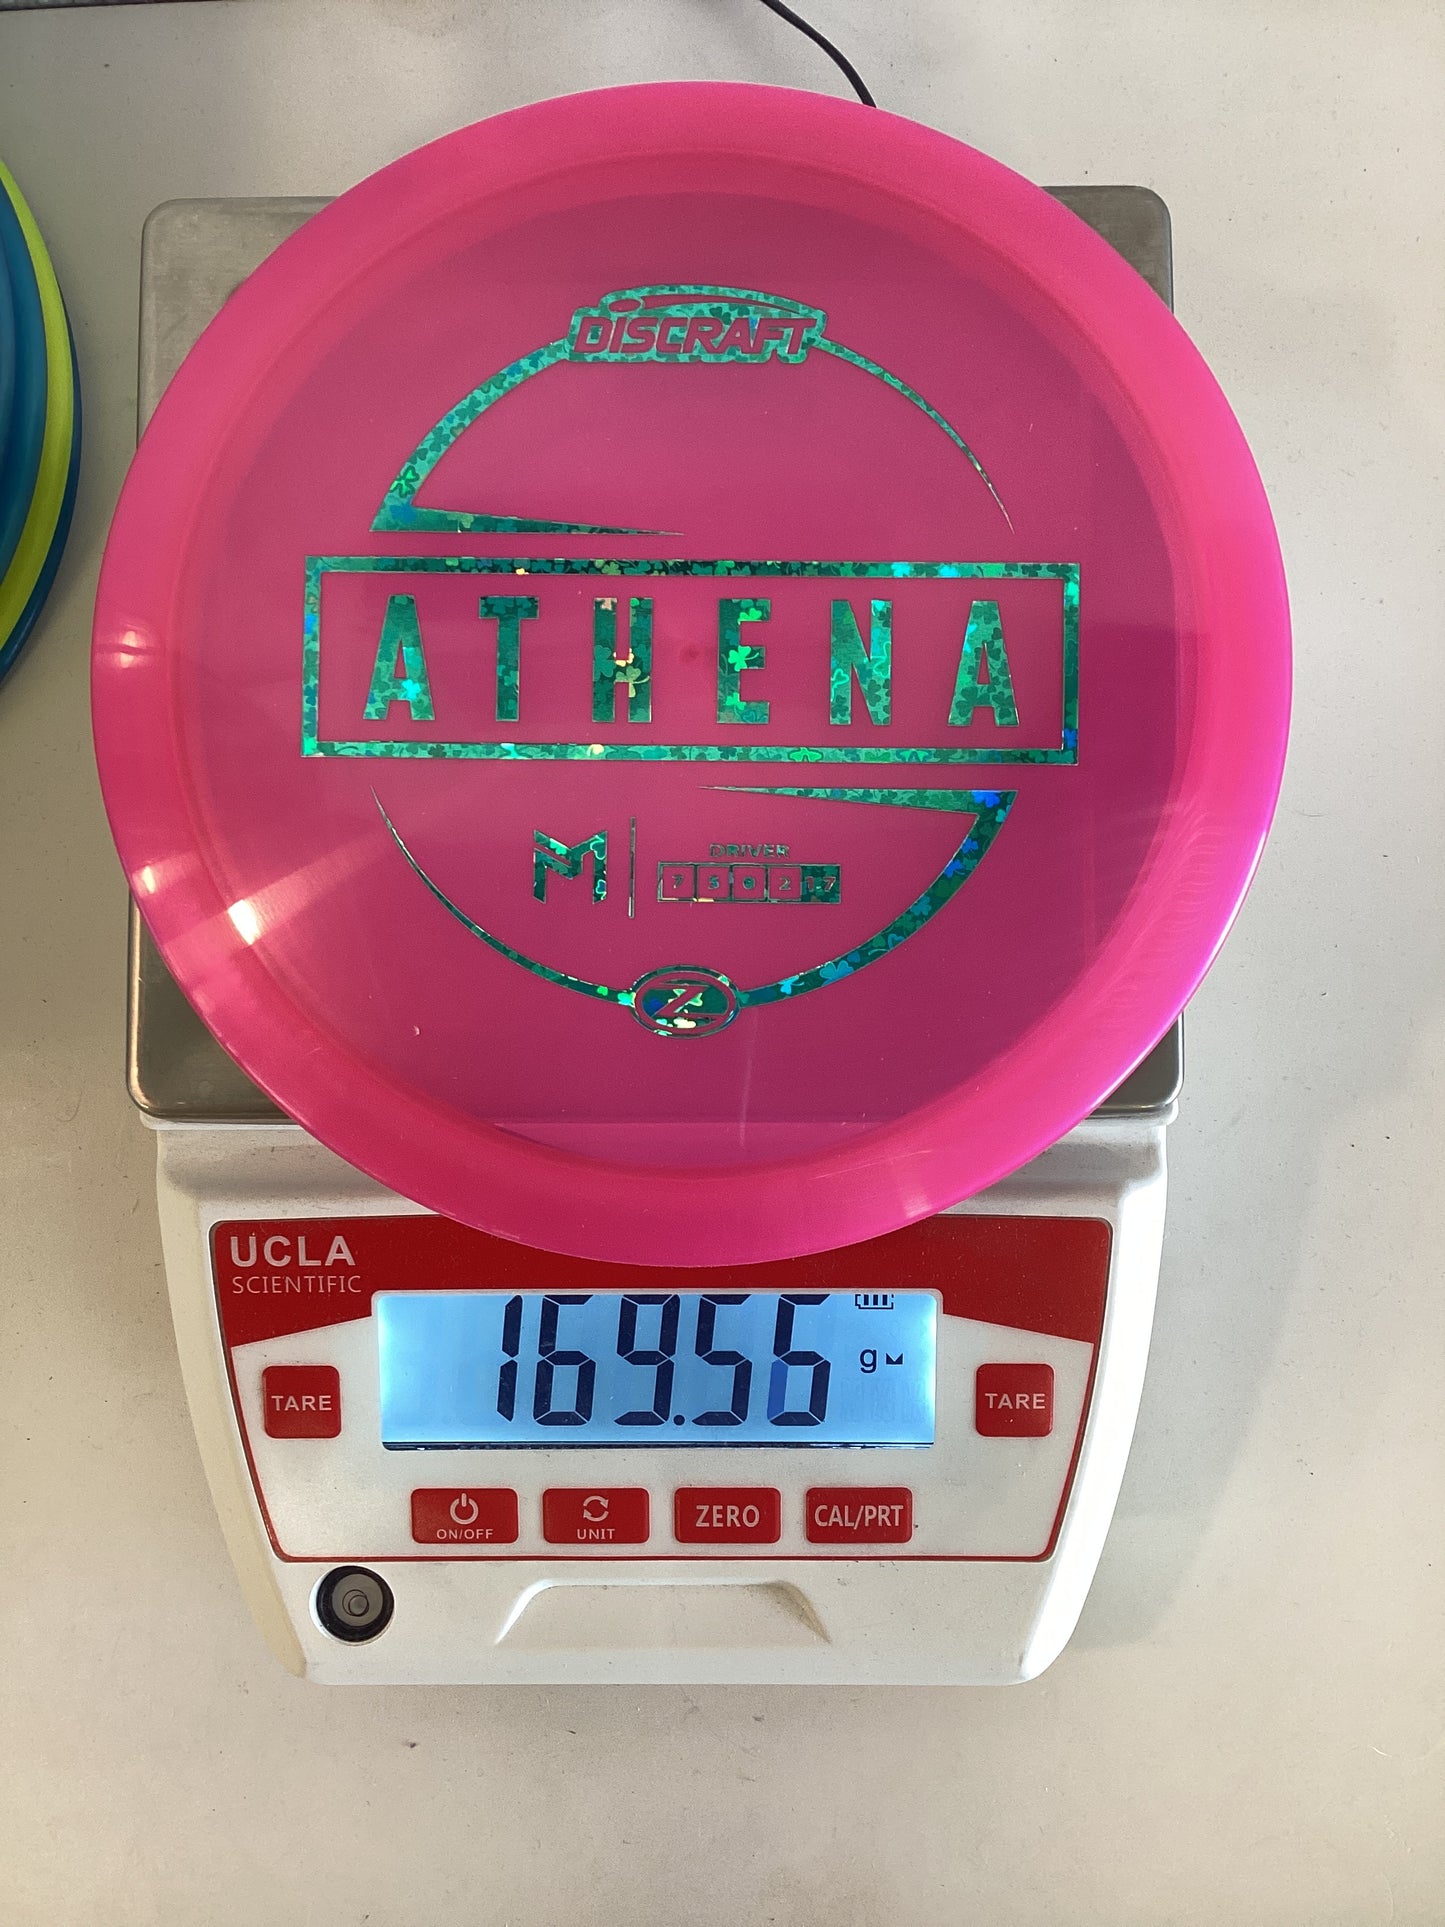 DISCRAFT
ATHENA
M
DRIVER
7 5 0 2 1.7
Z
UCLA
SCIENTIFIC
169.56 g
TARE
TARE
ON/OFF
UNIT
ZERO
CAL/PRT